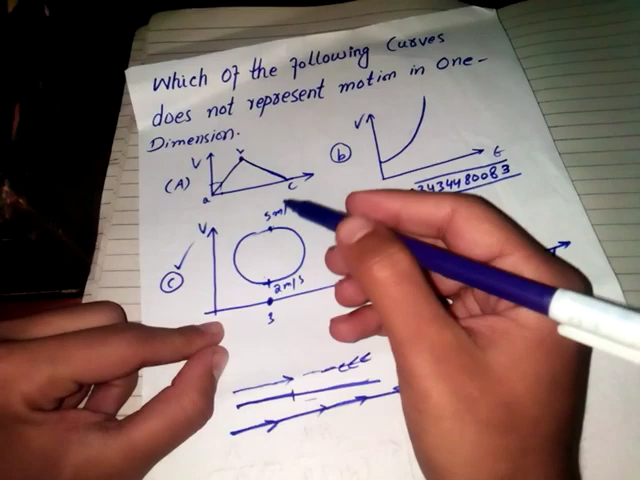 Which Of the following Curves
does not represent motion in one-
Dimension.
(A) V a v c
(b) V t
3434480083
(c) V 5m/
2m/s
3